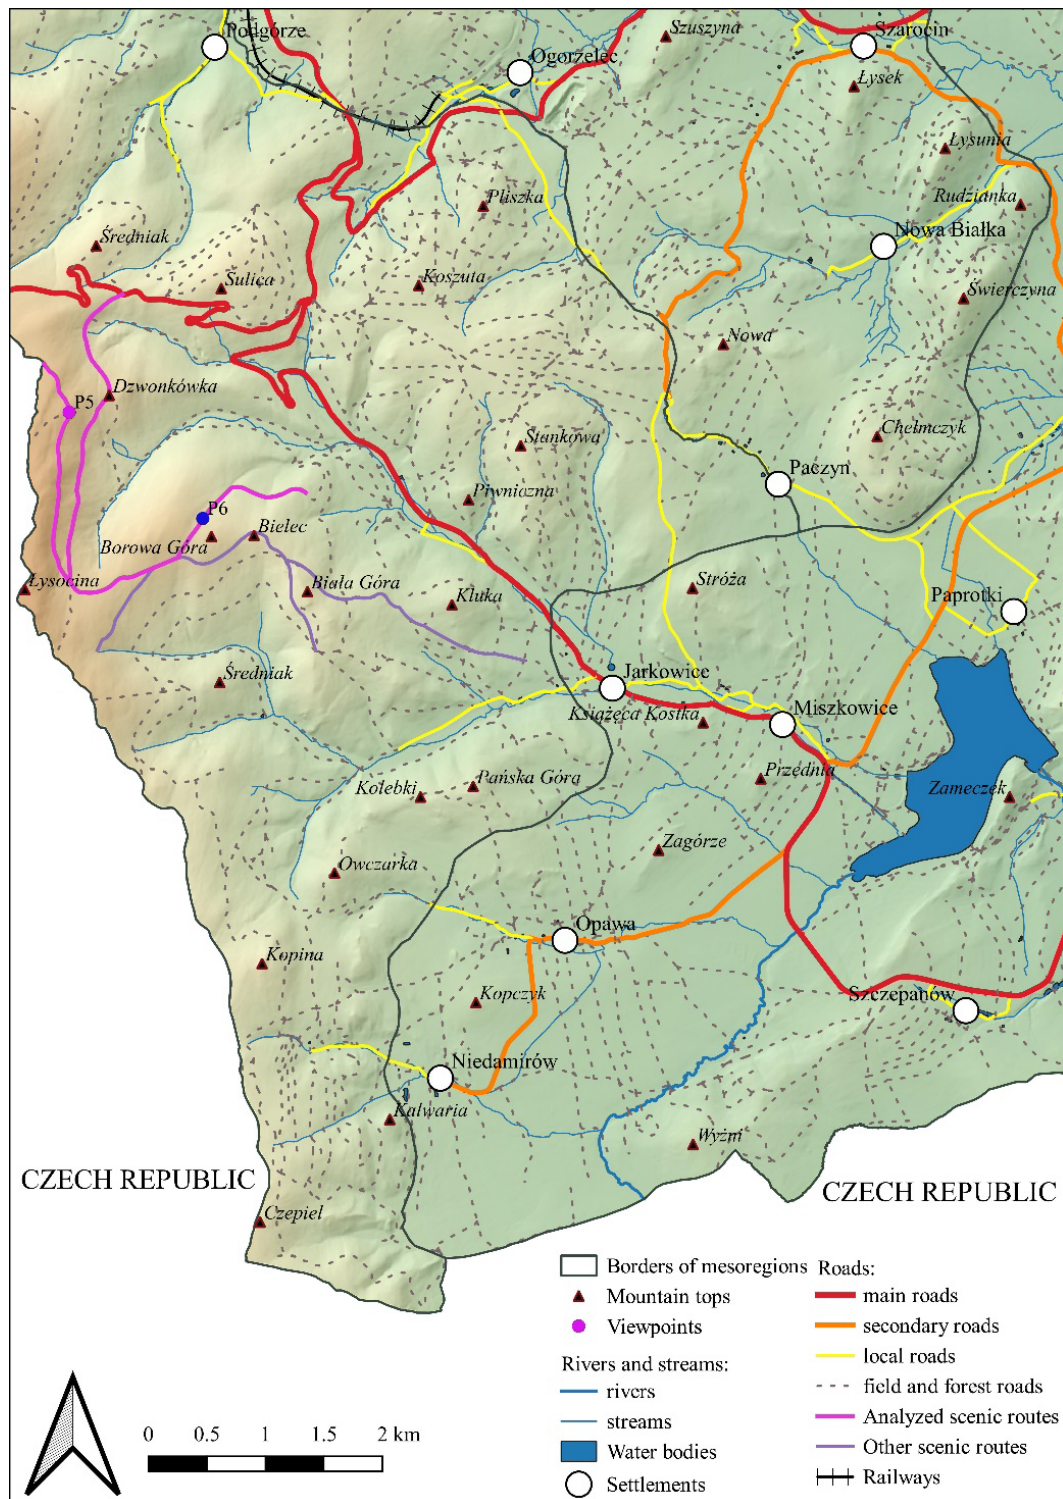 Podgórze
Szuszyna
Szarocin
Ogorzelec
Łysek
Łysunia
Pliszka
Rudzianka
Średniak
Nowa Białka
Sulica
Koszuta
Świerczyna
Nowa
Dzwonkówka
P5
Stankowa
Chełmczyk
Paczyn
Piwniczna
P6
Bielec
Borowa Góra
Łysocina
Biała Góra
Kluka
Stróża
Paprotki
Średniak
Jarkowice
Książęca Kostka
Miszkowice
Kolebki
Pańska Góra
Przednia
Zameczek
Zagórze
Owczarka
Opawa
Kopina
Kopczyk
Szczepanów
Niedamirów
Kalwaria
Wyżni
CZECH REPUBLIC
CZECH REPUBLIC
Czepiel
Borders of mesoregions
Mountain tops
Viewpoints
Rivers and streams:
rivers
streams
Water bodies
Settlements
Roads:
main roads
secondary roads
local roads
field and forest roads
Analyzed scenic routes
Other scenic routes
Railways
0 0.5 1 1.5 2 km